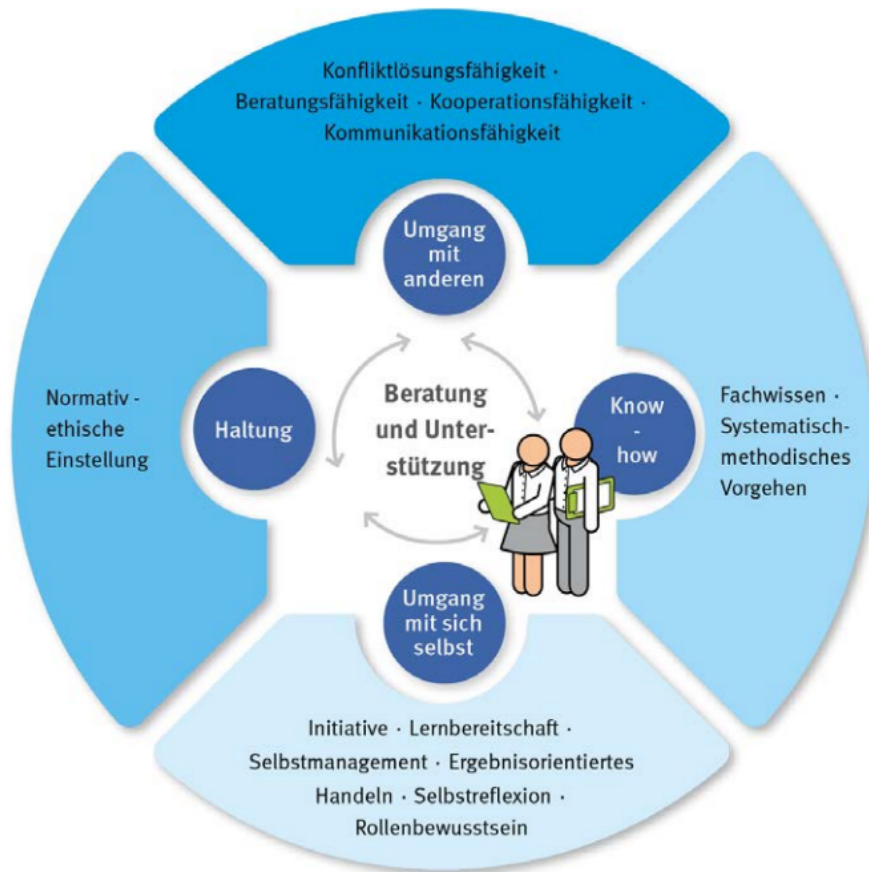 Konfliktlösungsfähigkeit ·
Beratungsfähigkeit · Kooperationsfähigkeit ·
Kommunikationsfähigkeit
Umgang
mit
anderen
Normativ -
ethische
Einstellung
Haltung
Beratung
und Unter-
stützung
Know
-
how
Fachwissen ·
Systematisch-
methodisches
Vorgehen
Umgang
mit sich
selbst
Initiative · Lernbereitschaft ·
Selbstmanagement · Ergebnisorientiertes
Handeln · Selbstreflexion ·
Rollenbewusstsein